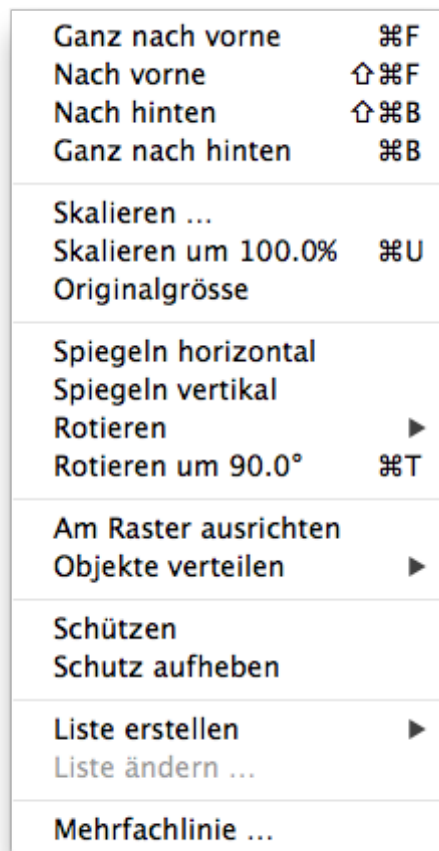 Ganz nach vorne ⌘F
Nach vorne ⇧⌘F
Nach hinten ⇧⌘B
Ganz nach hinten ⌘B
Skalieren ...
Skalieren um 100.0% ⌘U
Originalgrösse
Spiegeln horizontal
Spiegeln vertikal
Rotieren ▶
Rotieren um 90.0° ⌘T
Am Raster ausrichten
Objekte verteilen ▶
Schützen
Schutz aufheben
Liste erstellen ▶
Liste ändern ...
Mehrfachlinie ...